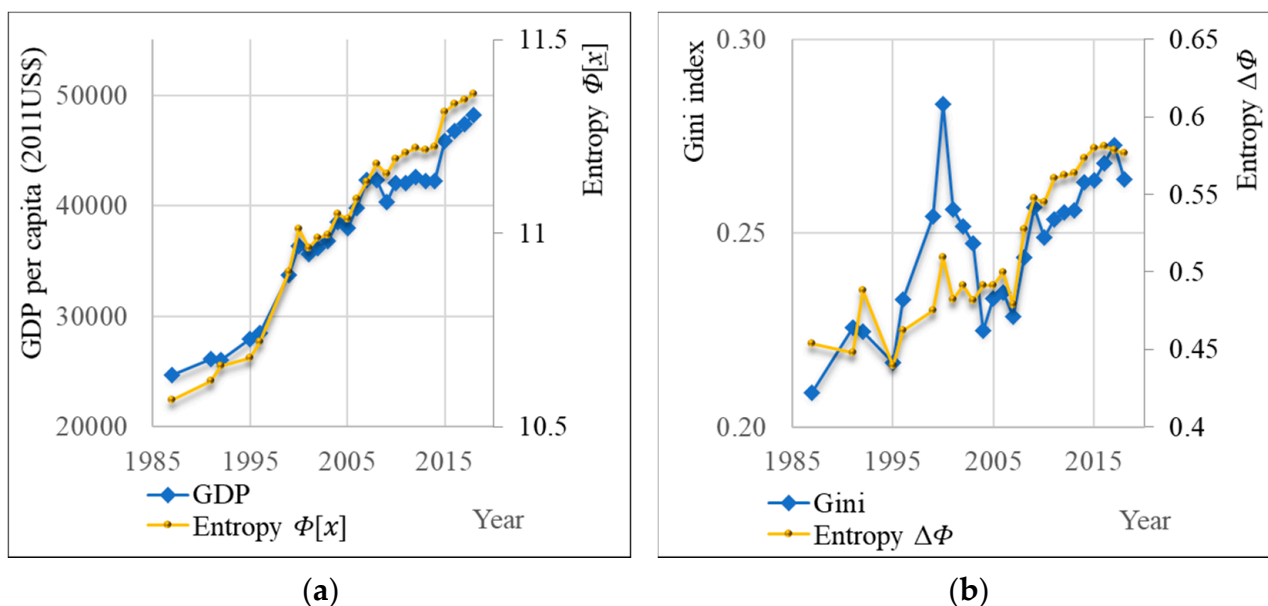 GDP per capita (2011US$)
50000
40000
30000
20000
11.5
11
10.5
Entropy Φ[x]
1985 1995 2005 2015
GDP
Entropy Φ[x]
Year
(a)
Gini index
0.30
0.25
0.20
0.65
0.6
0.55
0.5
0.45
0.4
Entropy ΔΦ
1985 1995 2005 2015
Gini
Entropy ΔΦ
Year
(b)